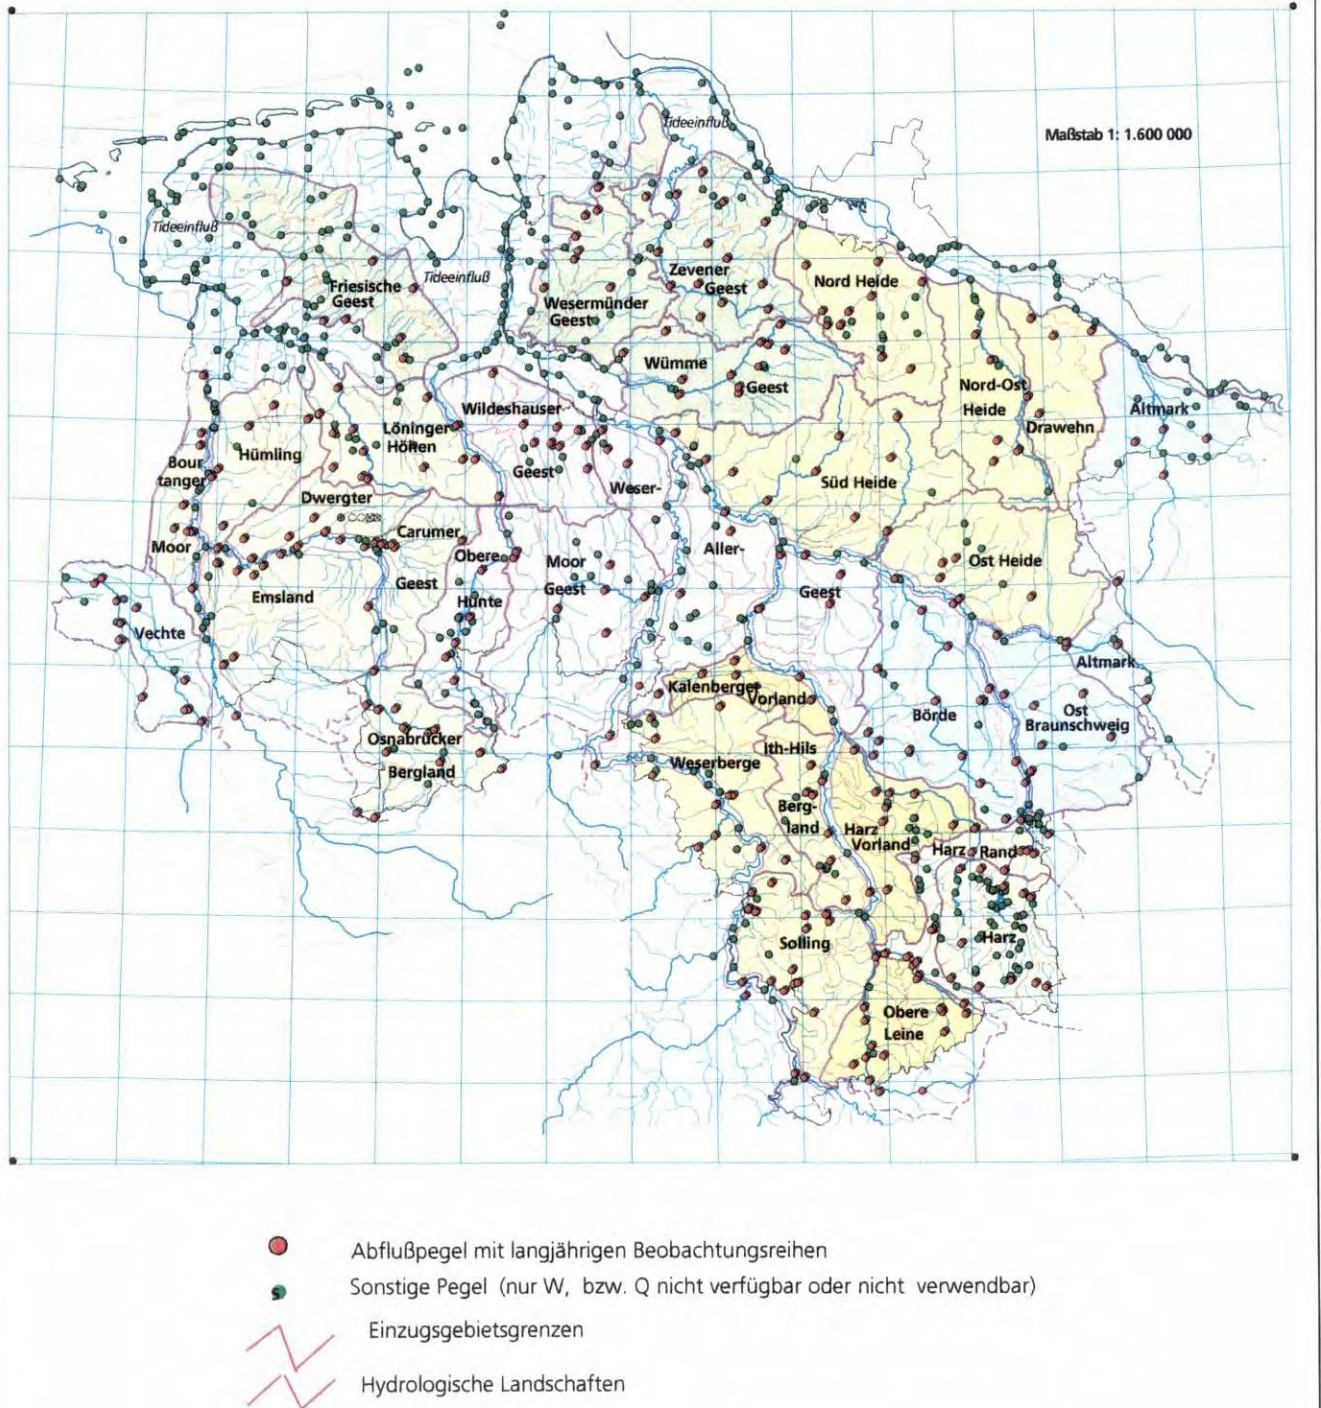 Maßstab 1: 1.600 000
Tideeinfluß
Tideeinfluß
Tideeinfluß
Friesische
Geest
Wesermünder
Geest
Zevener
Geest
Nord Heide
Wümme
Geest
Nord-Ost
Heide
Drawehn
Altmark
Wildeshauser
Geest
Löninger
Höhen
Hümling
Bour
tanger
Moor
Dwergter
Carumer
Geest
Emsland
Obere
Hunte
Moor
Geest
Weser-
Aller-
Geest
Süd Heide
Ost Heide
Vechte
Altmark
Kalenberger
Vorland
Börde
Ost
Braunschweig
Osnabrücker
Bergland
Weserberge
Ith-Hils
Berg-
land
Harz
Vorland
Harz Rand
Harz
Solling
Obere
Leine
Abflußpegel mit langjährigen Beobachtungsreihen
s
Sonstige Pegel (nur W, bzw. Q nicht verfügbar oder nicht verwendbar)
Einzugsgebietsgrenzen
Hydrologische Landschaften